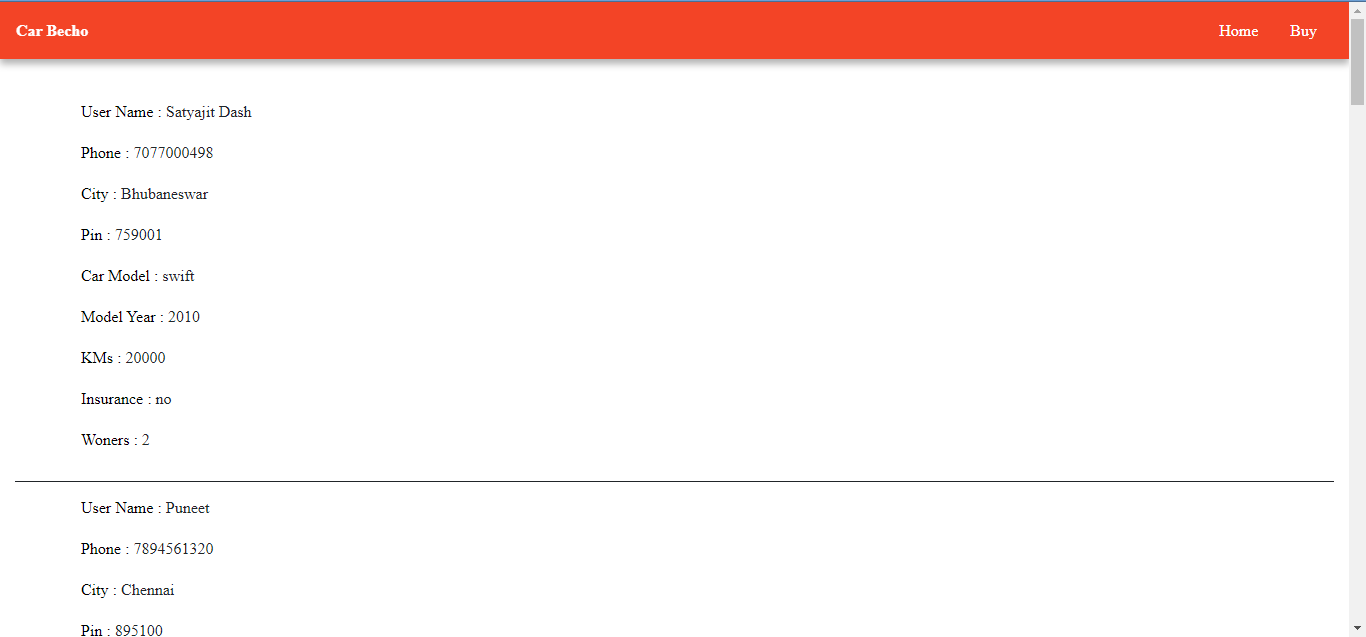 Car Becho
Home
Buy
User Name : Satyajit Dash
Phone : 7077000498
City : Bhubaneswar
Pin : 759001
Car Model : swift
Model Year : 2010
KMs : 20000
Insurance : no
Woners : 2
User Name : Puneet
Phone : 7894561320
City : Chennai
Pin : 895100